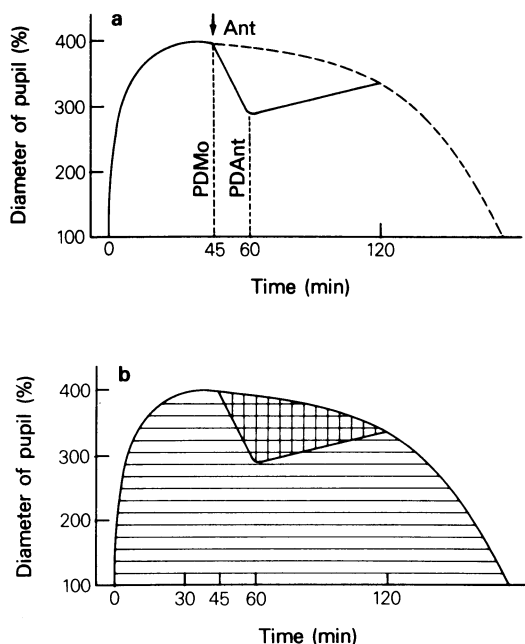 a
Ant
Diameter of pupil (%)
400
300
200
100
PDMo
PDAnt
0
45
60
120
Time (min)
b
Diameter of pupil (%)
400
300
200
100
0
30
45
60
120
Time (min)